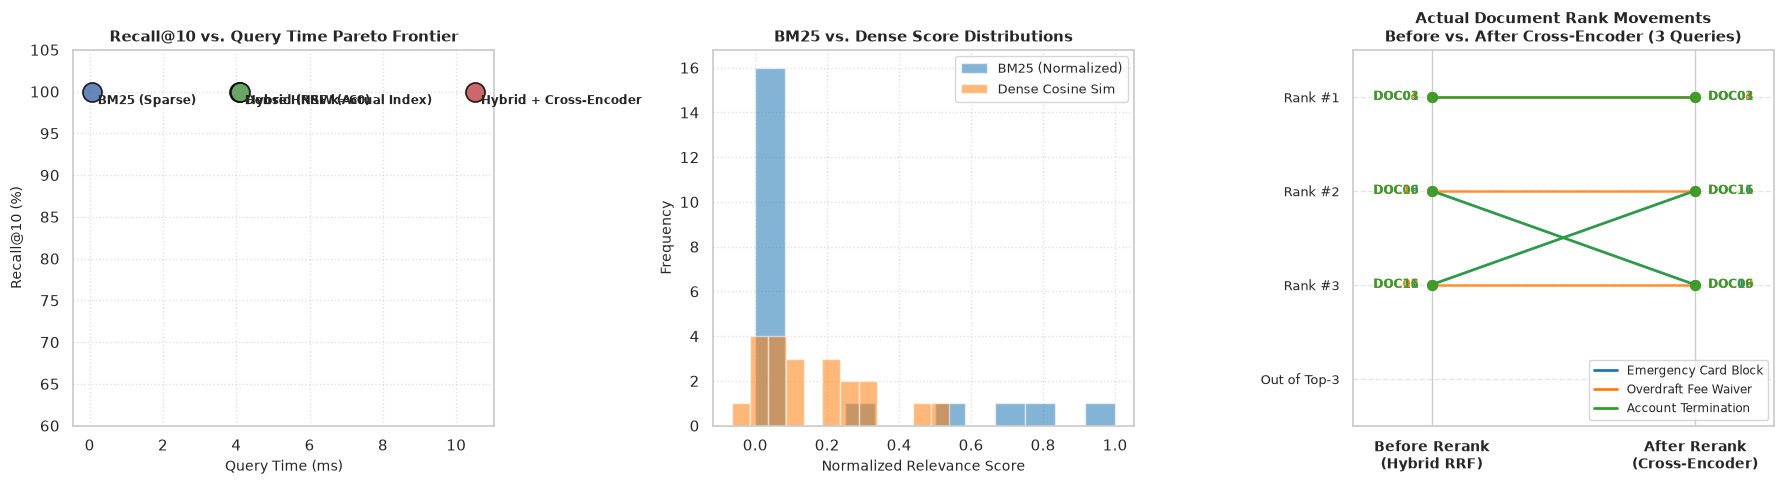 Recall@10 vs. Query Time Pareto Frontier
105
100
95
90
85
80
75
70
65
60
Recall@10 (%)
BM25 (Sparse)
Hybrid + Cross-Encoder
0 2 4 6 8 10
Query Time (ms)
BM25 vs. Dense Score Distributions
BM25 (Normalized)
Dense Cosine Sim
16
14
12
10
8
6
4
2
0
Frequency
0.0 0.2 0.4 0.6 0.8 1.0
Normalized Relevance Score
Actual Document Rank Movements
Before vs. After Cross-Encoder (3 Queries)
Rank #1
Rank #2
Rank #3
Out of Top-3
Emergency Card Block
Overdraft Fee Waiver
Account Termination
Before Rerank
(Hybrid RRF)
After Rerank
(Cross-Encoder)